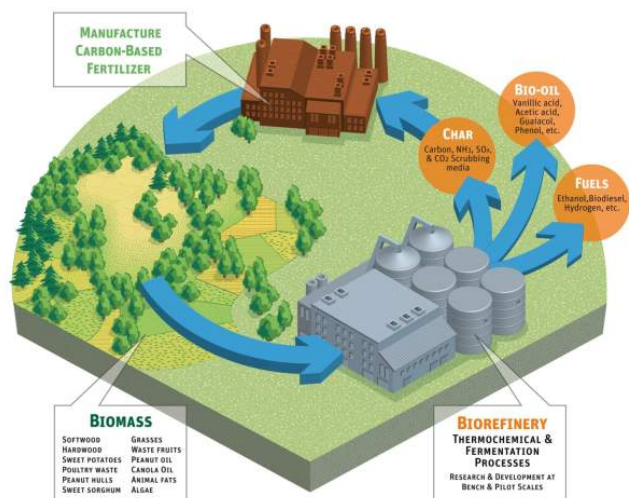 MANUFACTURE
CARBON-BASED
FERTILIZER
BIO-OIL
Vanillic acid,
Acetic acid,
Guaiacol,
Phenol, etc.
CHAR
Carbon, NH3, SOx,
& CO2 Scrubbing
media
FUELS
Ethanol,Biodiesel,
Hydrogen, etc.
BIOMASS
SOFTWOOD
HARDWOOD
SWEET POTATOES
POULTRY WASTE
PEANUT HULLS
SWEET SORGHUM
GRASSES
WASTE FRUITS
PEANUT OIL
CANOLA OIL
ANIMAL FATS
ALGAE
BIOREFINERY
THERMOCHEMICAL &
FERMENTATION
PROCESSES
RESEARCH & DEVELOPMENT AT
BENCH & PILOT SCALES